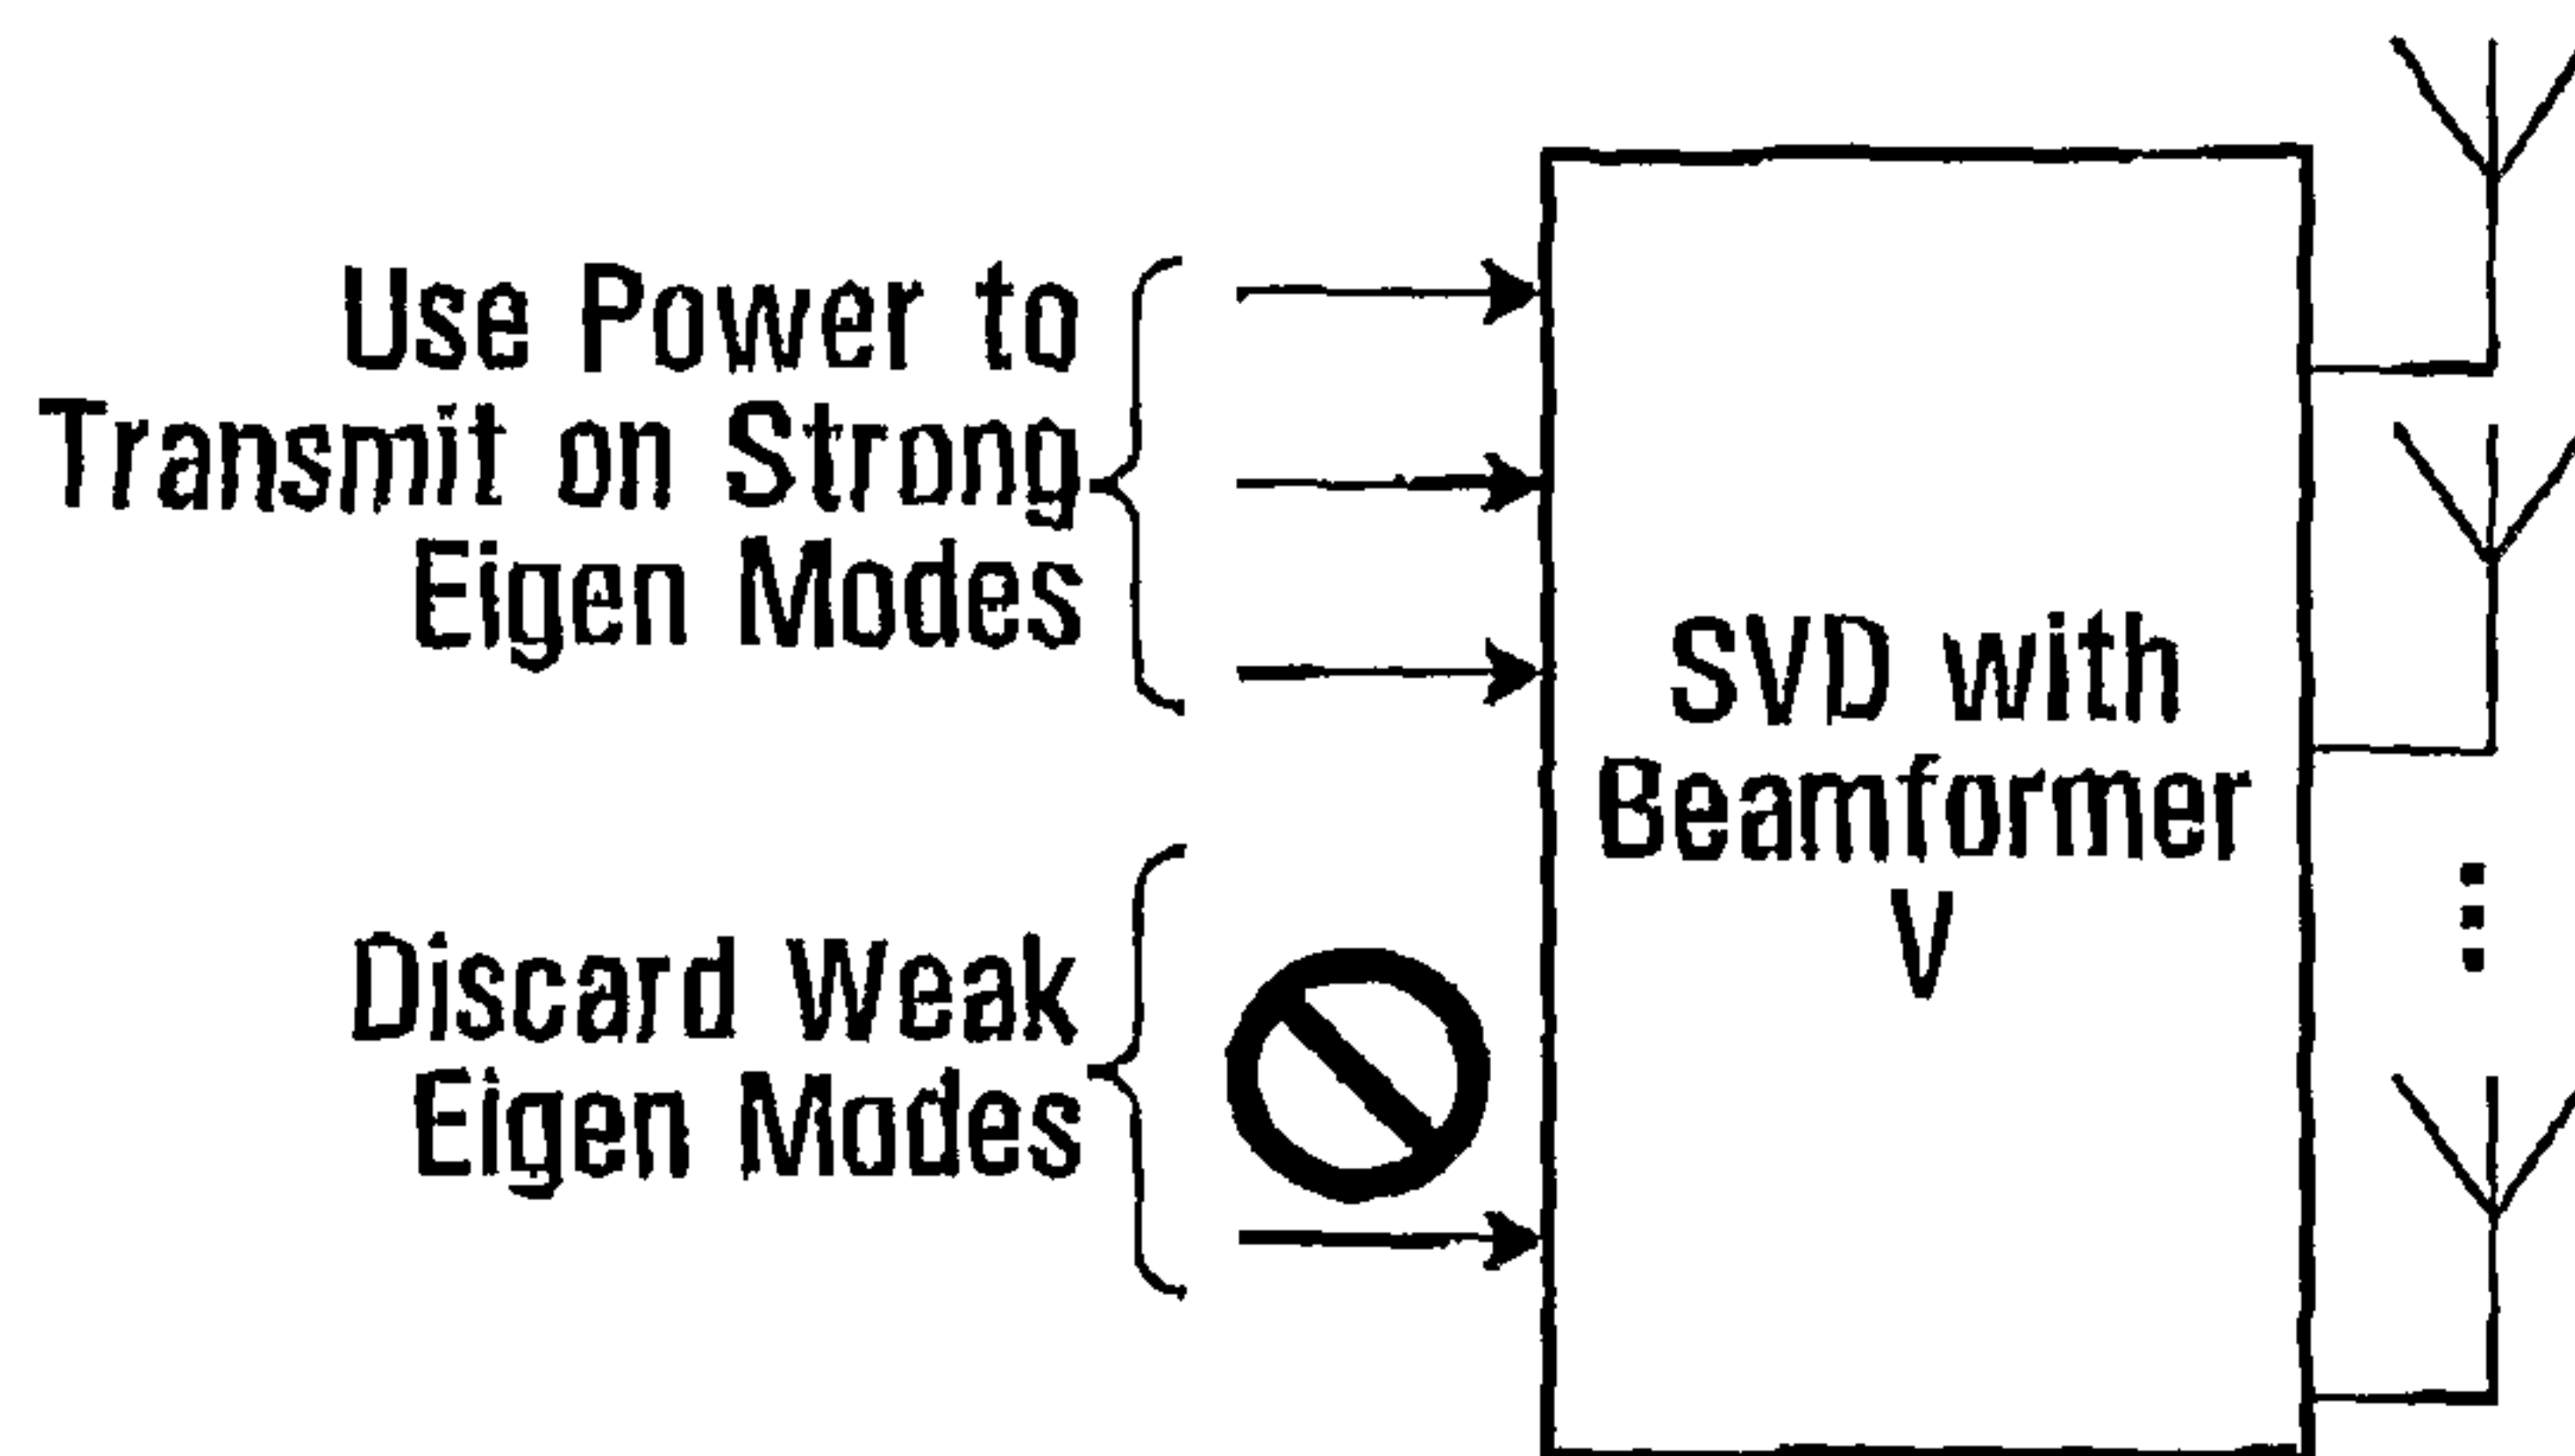 Use Power to
Transmit on Strong
Eigen Modes
Discard Weak
Eigen Modes
SVD with
Beamformer
V